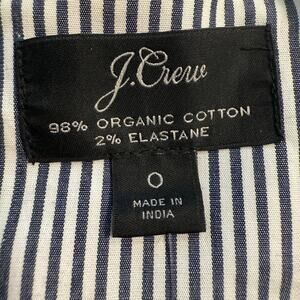 J.Crew
98% ORGANIC COTTON
2% ELASTANE
0
MADE IN
INDIA